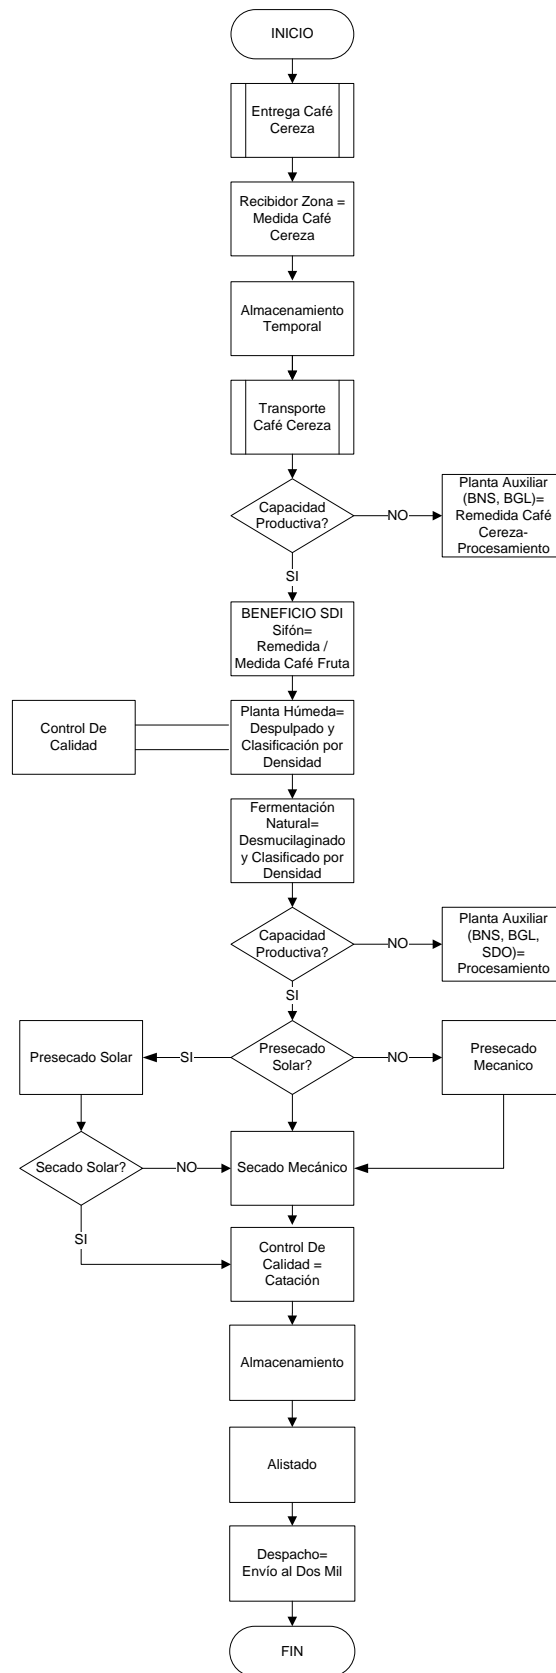 INICIO
Entrega Café
Cereza
Recibidor Zona =
Medida Café
Cereza
Almacenamiento
Temporal
Transporte
Café Cereza
Capacidad
Productiva?
NO
Planta Auxiliar
(BNS, BGL)=
Remedida Café
Cereza-
Procesamiento
SI
BENEFICIO SDI
Sifón=
Remedida /
Medida Café Fruta
Control De
Calidad
Planta Húmeda=
Despulpado y
Clasificación por
Densidad
Fermentación
Natural=
Desmucilaginado
y Clasificado por
Densidad
Capacidad
Productiva?
NO
Planta Auxiliar
(BNS, BGL,
SDO)=
Procesamiento
SI
Presecado Solar
SI
Presecado
Solar?
NO
Presecado
Mecanico
Secado Solar?
NO
Secado Mecánico
SI
Control De
Calidad =
Catación
Almacenamiento
Alistado
Despacho=
Envío al Dos Mil
FIN